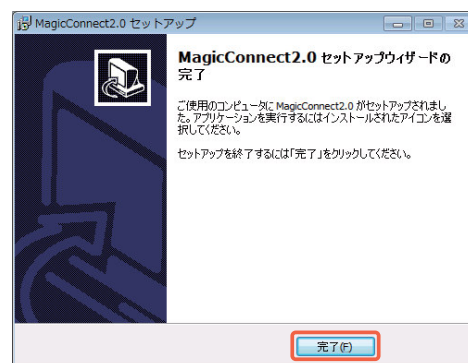 MagicConnect2.0 セットアップ
MagicConnect2.0 セットアップウィザードの
完了
ご使用のコンピュータに MagicConnect2.0 がセットアップされまし
た。アプリケーションを実行するにはインストールされたアイコンを選
択してください。
セットアップを終了するには「完了」をクリックしてください。
完了(F)